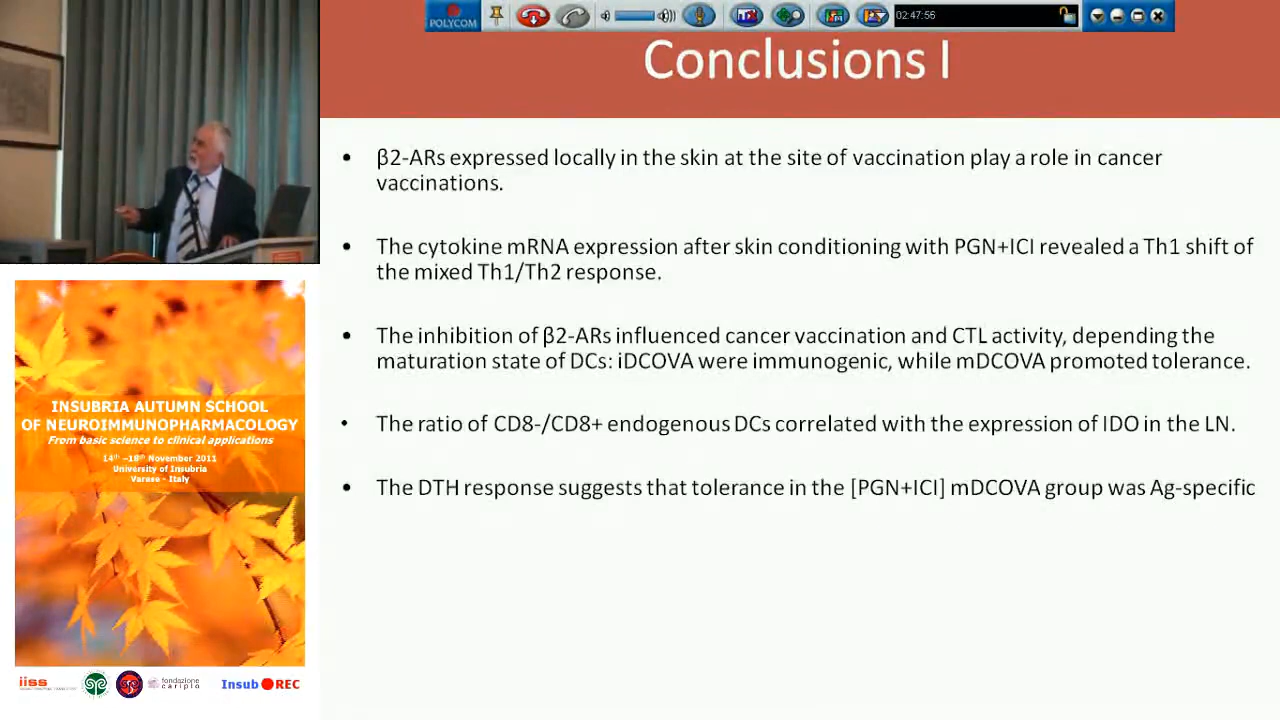 POLYCOM
02:47:56
Conclusions I
• β2-ARs expressed locally in the skin at the site of vaccination play a role in cancer
vaccinations.
• The cytokine mRNA expression after skin conditioning with PGN+ICI revealed a Th1 shift of
the mixed Th1/Th2 response.
• The inhibition of β2-ARs influenced cancer vaccination and CTL activity, depending the
maturation state of DCs: iDCOVA were immunogenic, while mDCOVA promoted tolerance.
• The ratio of CD8-/CD8+ endogenous DCs correlated with the expression of IDO in the LN.
• The DTH response suggests that tolerance in the [PGN+ICI] mDCOVA group was Ag-specific
INSUBRIA AUTUMN SCHOOL
OF NEUROIMMUNOPHARMACOLOGY
From basic science to clinical applications
14th –18th November 2011
University of Insubria
Varese - Italy
iiss
fondazione
cariplo
Insub REC